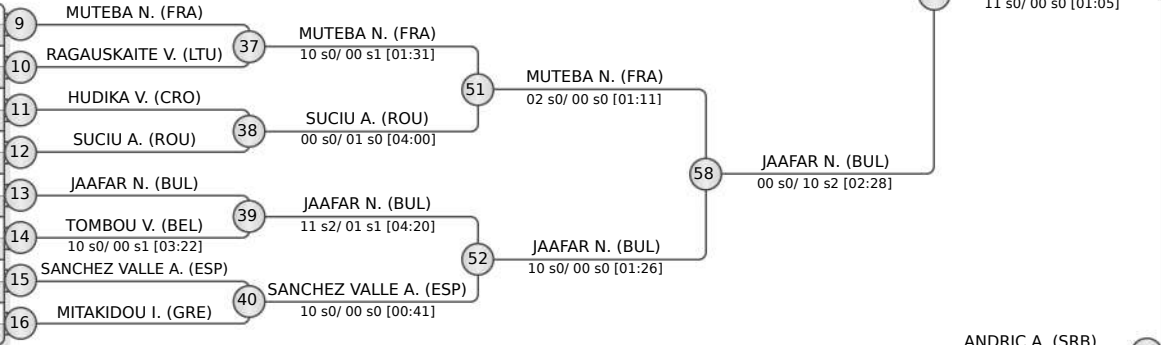 11 s0/ 00 s0 [01:05]
9
MUTEBA N. (FRA)
37
MUTEBA N. (FRA)
10 s0/ 00 s1 [01:31]
10
RAGAUSKAITE V. (LTU)
51
MUTEBA N. (FRA)
02 s0/ 00 s0 [01:11]
11
HUDIKA V. (CRO)
38
SUCIU A. (ROU)
00 s0/ 01 s0 [04:00]
12
SUCIU A. (ROU)
58
JAAFAR N. (BUL)
00 s0/ 10 s2 [02:28]
13
JAAFAR N. (BUL)
39
JAAFAR N. (BUL)
11 s2/ 01 s1 [04:20]
14
TOMBOU V. (BEL)
10 s0/ 00 s1 [03:22]
52
JAAFAR N. (BUL)
10 s0/ 00 s0 [01:26]
15
SANCHEZ VALLE A. (ESP)
40
SANCHEZ VALLE A. (ESP)
10 s0/ 00 s0 [00:41]
16
MITAKIDOU I. (GRE)
ANDRIC A. (SRB)